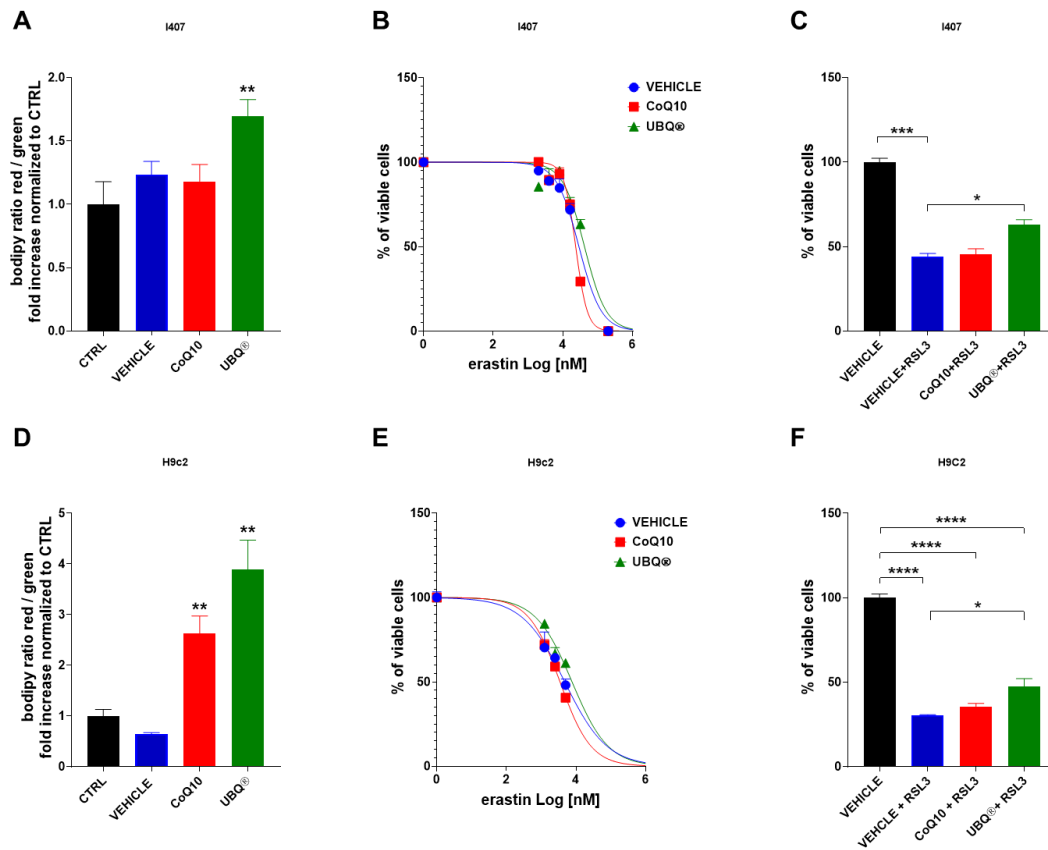 A
I407
bodipy ratio red / green
fold increase normalized to CTRL
2.0
1.5
1.0
0.5
0.0
CTRL
VEHICLE
CoQ10
UBQ®
B
I407
% of viable cells
150
100
50
0
0
2
4
6
erastin Log [nM]
VEHICLE
CoQ10
UBQ®
C
I407
% of viable cells
150
100
50
0
***
*
VEHICLE
VEHICLE+RSL3
CoQ10+RSL3
UBQ®+RSL3
**
D
H9c2
bodipy ratio red / green
fold increase normalized to CTRL
5
4
3
2
1
0
**
**
CTRL
VEHICLE
CoQ10
UBQ®
E
H9c2
% of viable cells
150
100
50
0
0
2
4
6
erastin Log [nM]
VEHICLE
CoQ10
UBQ®
F
H9C2
% of viable cells
150
100
50
0
****
****
****
*
VEHICLE
VEHCLE + RSL3
CoQ10 + RSL3
UBQ®+ RSL3